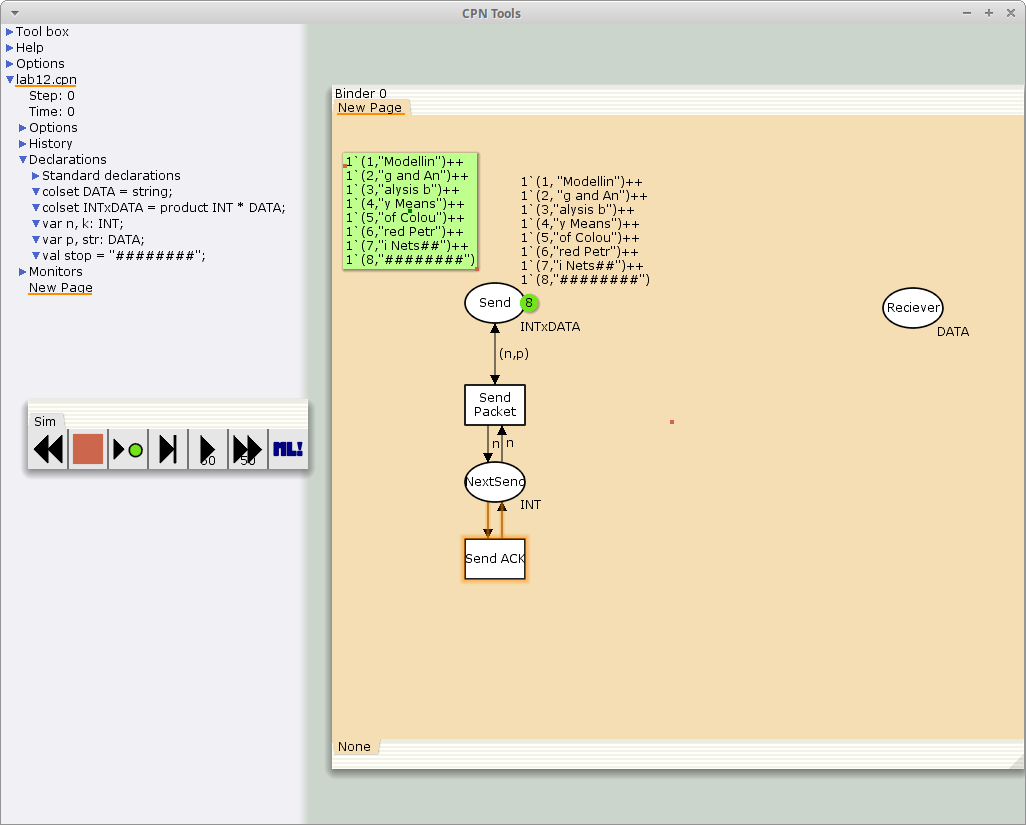 CPN Tools
Tool box
Help
Options
lab12.cpn
Step: 0
Time: 0
Options
History
Declarations
Standard declarations
colset DATA = string;
colset INTxDATA = product INT * DATA;
var n, k: INT;
var p, str: DATA;
val stop = "########";
Monitors
New Page
Sim
50
50
ML!
Binder 0
New Page
1`(1,"Modellin")++
1`(2,"g and An")++
1`(3,"alysis b")++
1`(4,"y Means")++
1`(5,"of Colou")++
1`(6,"red Petr")++
1`(7,"i Nets##")++
1`(8,"########")
1`(1, "Modellin")++
1`(2, "g and An")++
1`(3,"alysis b")++
1`(4,"y Means")++
1`(5,"of Colou")++
1`(6,"red Petr")++
1`(7,"i Nets##")++
1`(8,"########")
Send
8
INTxDATA
Reciever
DATA
(n,p)
Send
Packet
n
n
NextSend
INT
Send ACK
None